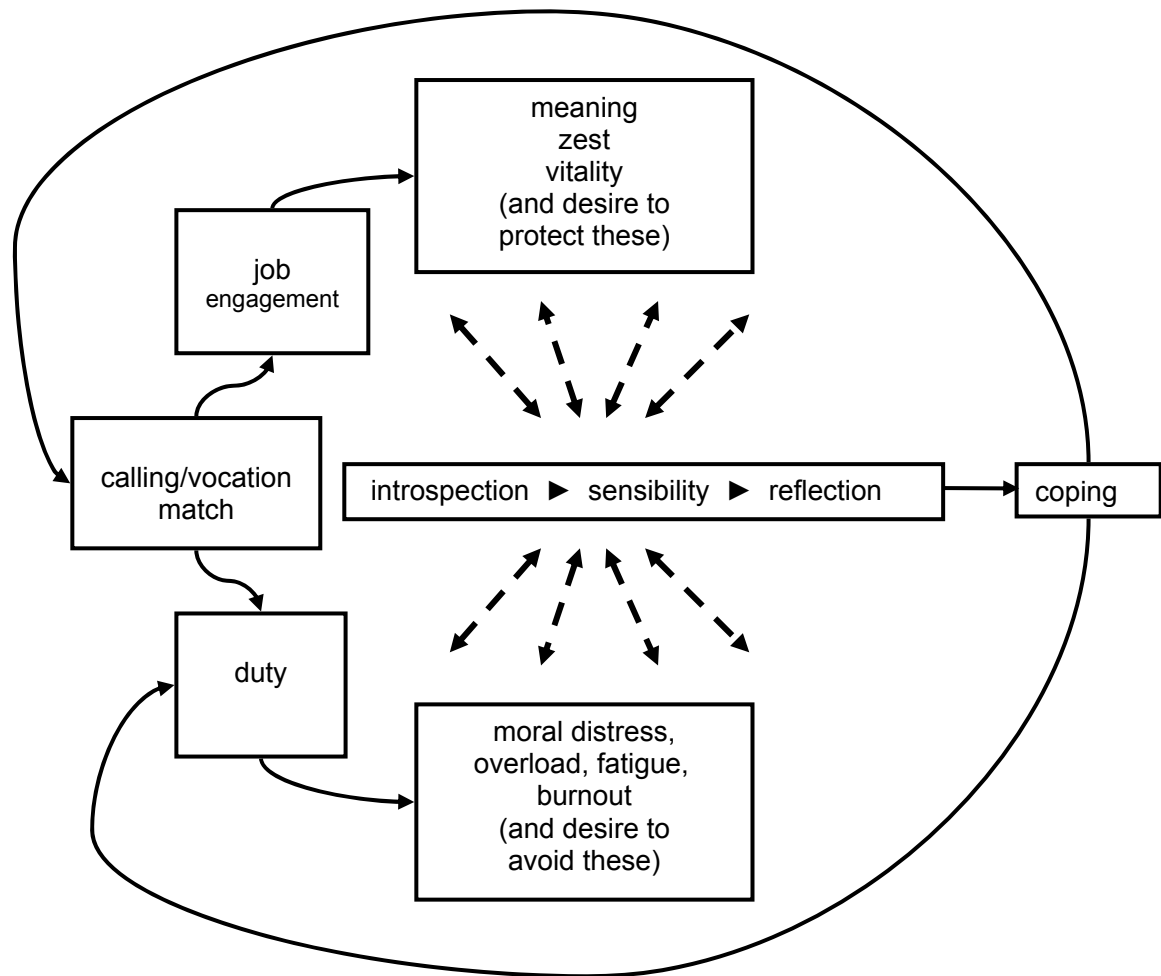 meaning
zest
vitality
(and desire to
protect these)
job
engagement
calling/vocation
match
introspection ► sensibility ► reflection
coping
duty
moral distress,
overload, fatigue,
burnout
(and desire to
avoid these)